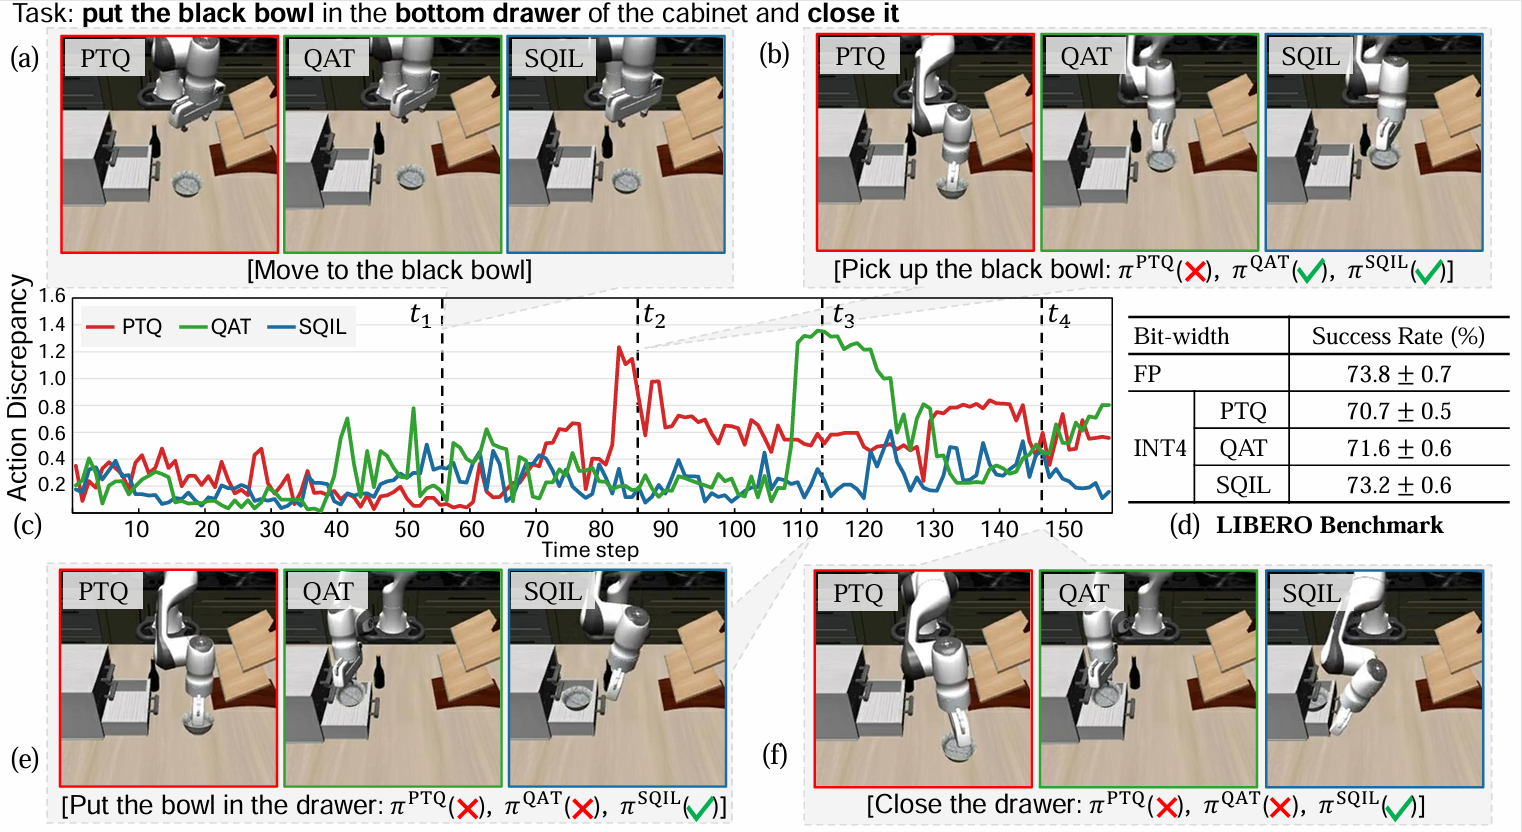 Task: put the black bowl in the bottom drawer of the cabinet and close it
(a)
PTQ
QAT
SQIL
[Move to the black bowl]
(b)
PTQ
QAT
SQIL
[Pick up the black bowl: π^PTQ(❌), π^QAT(✓), π^SQIL(✓)]
Action Discrepancy
1.6
1.4
1.2
1.0
0.8
0.6
0.4
0.2
PTQ QAT SQIL
t₁
t₂
t₃
t₄
10 20 30 40 50 60 70 80 90 100 110 120 130 140 150
Time step
(c)
Bit-width Success Rate (%)
FP 73.8 ± 0.7
INT4
PTQ 70.7 ± 0.5
QAT 71.6 ± 0.6
SQIL 73.2 ± 0.6
(d) LIBERO Benchmark
(e)
PTQ
QAT
SQIL
[Put the bowl in the drawer: π^PTQ(❌), π^QAT(❌), π^SQIL(✓)]
(f)
PTQ
QAT
SQIL
[Close the drawer: π^PTQ(❌), π^QAT(❌), π^SQIL(✓)]